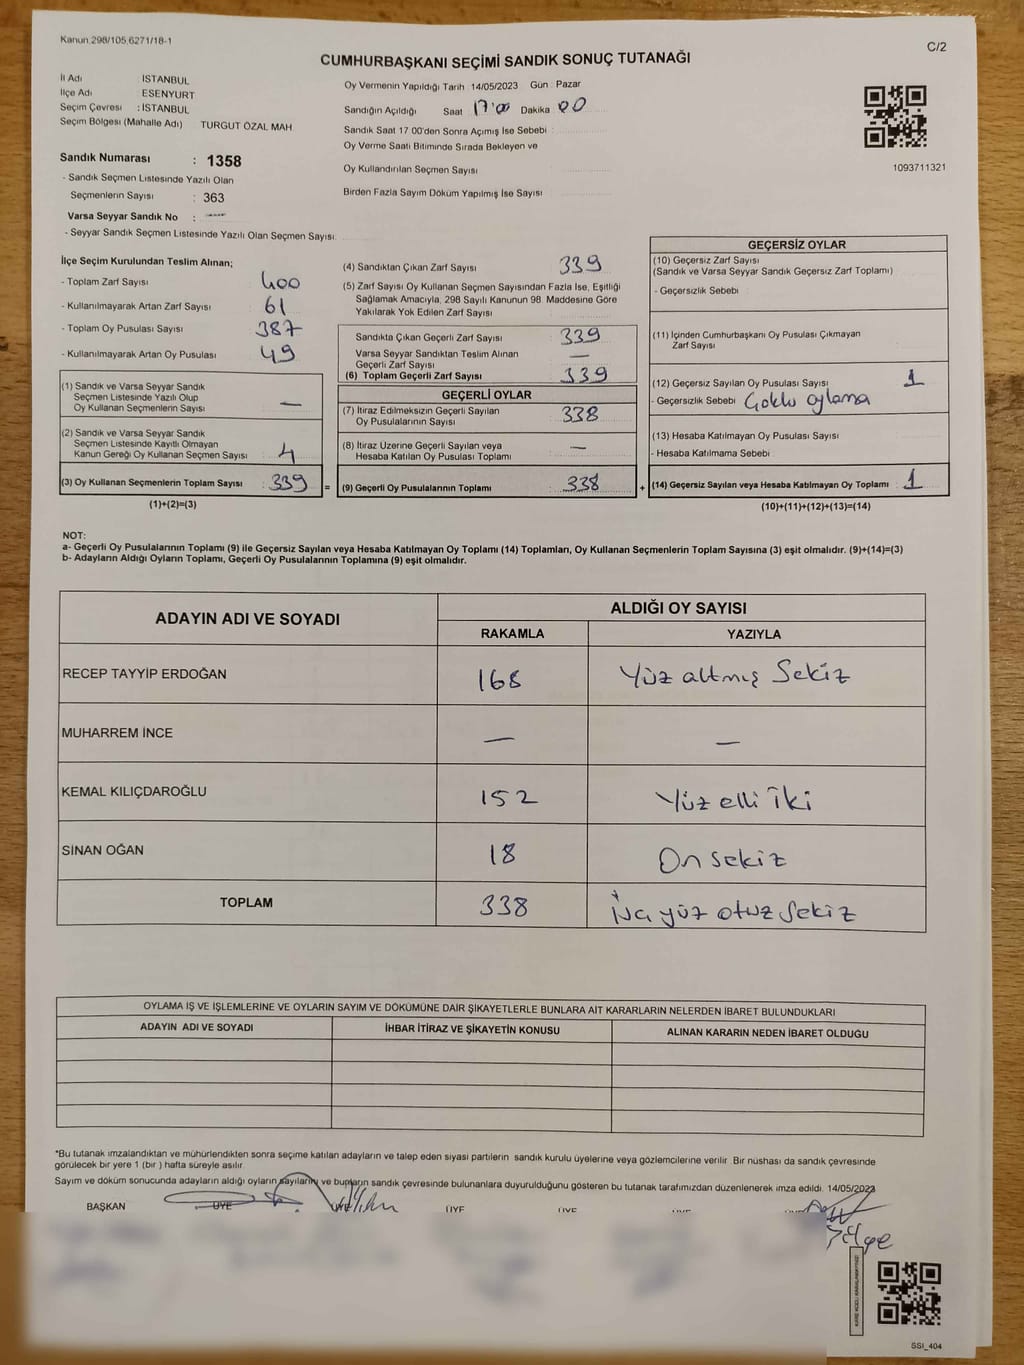 Kanun 298/105,6271/18-1
C/2
CUMHURBAŞKANI SEÇİMİ SANDIK SONUÇ TUTANAĞI
İl Adı İSTANBUL
İlçe Adı ESENYURT
Seçim Çevresi : İSTANBUL
Seçim Bölgesi (Mahalle Adı) TURGUT ÖZAL MAH
Sandık Numarası : 1358
- Sandık Seçmen Listesinde Yazılı Olan
Seçmenlerin Sayısı : 363
Varsa Seyyar Sandık No : —
- Seyyar Sandık Seçmen Listesinde Yazılı Olan Seçmen Sayısı:
Oy Vermenin Yapıldığı Tarih 14/05/2023 Gün : Pazar
Sandığın Açıldığı Saat 17:00 Dakika 00
Sandık Saat 17 00'den Sonra Açımış İse Sebebi :
Oy Verme Saati Bitiminde Sırada Bekleyen ve
Oy Kullandırılan Seçmen Sayısı
Birden Fazla Sayım Döküm Yapılmış İse Sayısı
1093711321
İlçe Seçim Kurulundan Teslim Alınan;
- Toplam Zarf Sayısı : 400
- Kullanılmayarak Artan Zarf Sayısı : 61
- Toplam Oy Pusulası Sayısı : 387
- Kullanılmayarak Artan Oy Pusulası : 49
(1) Sandık ve Varsa Seyyar Sandık
Seçmen Listesinde Yazılı Olup
Oy Kullanan Seçmenlerin Sayısı —
(2) Sandık ve Varsa Seyyar Sandık
Seçmen Listesinde Kayıtlı Olmayan
Kanun Gereği Oy Kullanan Seçmen Sayısı : 4
(3) Oy Kullanan Seçmenlerin Toplam Sayısı : 339 =
(1)+(2)=(3)
(4) Sandıktan Çıkan Zarf Sayısı 339
(5) Zarf Sayısı Oy Kullanan Seçmen Sayısından Fazla İse, Eşitliği
Sağlamak Amacıyla, 298 Sayılı Kanunun 98. Maddesine Göre
Yakılarak Yok Edilen Zarf Sayısı
Sandıkta Çıkan Geçerli Zarf Sayısı : 339
Varsa Seyyar Sandıktan Teslim Alınan
Geçerli Zarf Sayısı —
(6) Toplam Geçerli Zarf Sayısı : 339
GEÇERLİ OYLAR
(7) İtiraz Edilmeksizin Geçerli Sayılan
Oy Pusulalarının Sayısı : 338
(8) İtiraz Üzerine Geçerli Sayılan veya
Hesaba Katılan Oy Pusulası Toplamı —
(9) Geçerli Oy Pusulalarının Toplamı : 338 +
GEÇERSİZ OYLAR
(10) Geçersiz Zarf Sayısı
(Sandık ve Varsa Seyyar Sandık Geçersiz Zarf Toplamı)
- Geçersizlik Sebebi :
(11) İçinden Cumhurbaşkanı Oy Pusulası Çıkmayan
Zarf Sayısı
(12) Geçersiz Sayılan Oy Pusulası Sayısı 1
- Geçersizlik Sebebi : Çoklu oylama
(13) Hesaba Katılmayan Oy Pusulası Sayısı
- Hesaba Katılmama Sebebi :
(14) Geçersiz Sayılan veya Hesaba Katılmayan Oy Toplamı : 1
(10)+(11)+(12)+(13)=(14)
NOT:
a- Geçerli Oy Pusulalarının Toplamı (9) ile Geçersiz Sayılan veya Hesaba Katılmayan Oy Toplamı (14) Toplamları, Oy Kullanan Seçmenlerin Toplam Sayısına (3) eşit olmalıdır. (9)+(14)=(3)
b- Adayların Aldığı Oyların Toplamı, Geçerli Oy Pusulalarının Toplamına (9) eşit olmalıdır.
ADAYIN ADI VE SOYADI ALDIĞI OY SAYISI
RAKAMLA YAZIYLA
RECEP TAYYİP ERDOĞAN 168 Yüz altmış Sekiz
MUHARREM İNCE — —
KEMAL KILIÇDAROĞLU 152 Yüz elli İki
SİNAN OĞAN 18 On sekiz
TOPLAM 338 yüz otuz Sekiz
OYLAMA İŞ VE İŞLEMLERİNE VE OYLARIN SAYIM VE DÖKÜMÜNE DAİR ŞİKAYETLERLE BUNLARA AİT KARARLARIN NELERDEN İBARET BULUNDUKLARI
ADAYIN ADI VE SOYADI İHBAR İTİRAZ VE ŞİKAYETİN KONUSU ALINAN KARARIN NEDEN İBARET OLDUĞU
*Bu tutanak imzalandıktan ve mühürlendikten sonra seçime katılan adayların ve talep eden siyasi partilerin sandık kurulu üyelerine veya gözlemcilerine verilir. Bir nüshası da sandık çevresinde
görülecek bir yere 1 (bir) hafta süreyle asılır.
Sayım ve döküm sonucunda adayların aldığı oyların sayılarını ve bunların sandık çevresinde bulunanlara duyurulduğunu gösteren bu tutanak tarafımızdan düzenlenerek imza edildi. 14/05/2023
BAŞKAN ÜYE ÜYE ÜYE ÜYE
SSI_404